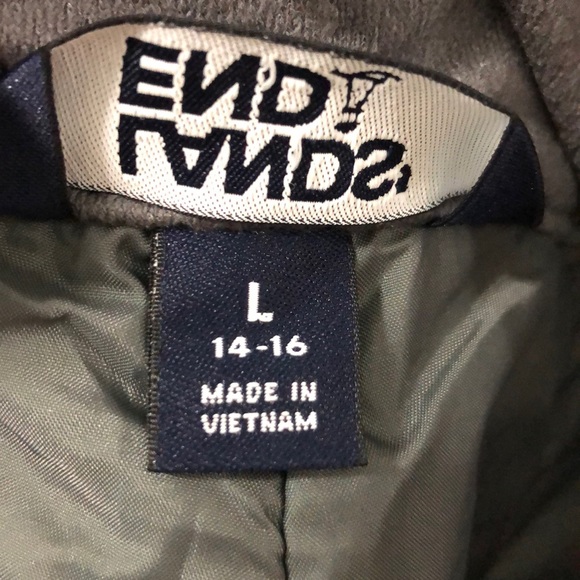 LANDS'
END
L
14-16
MADE IN
VIETNAM